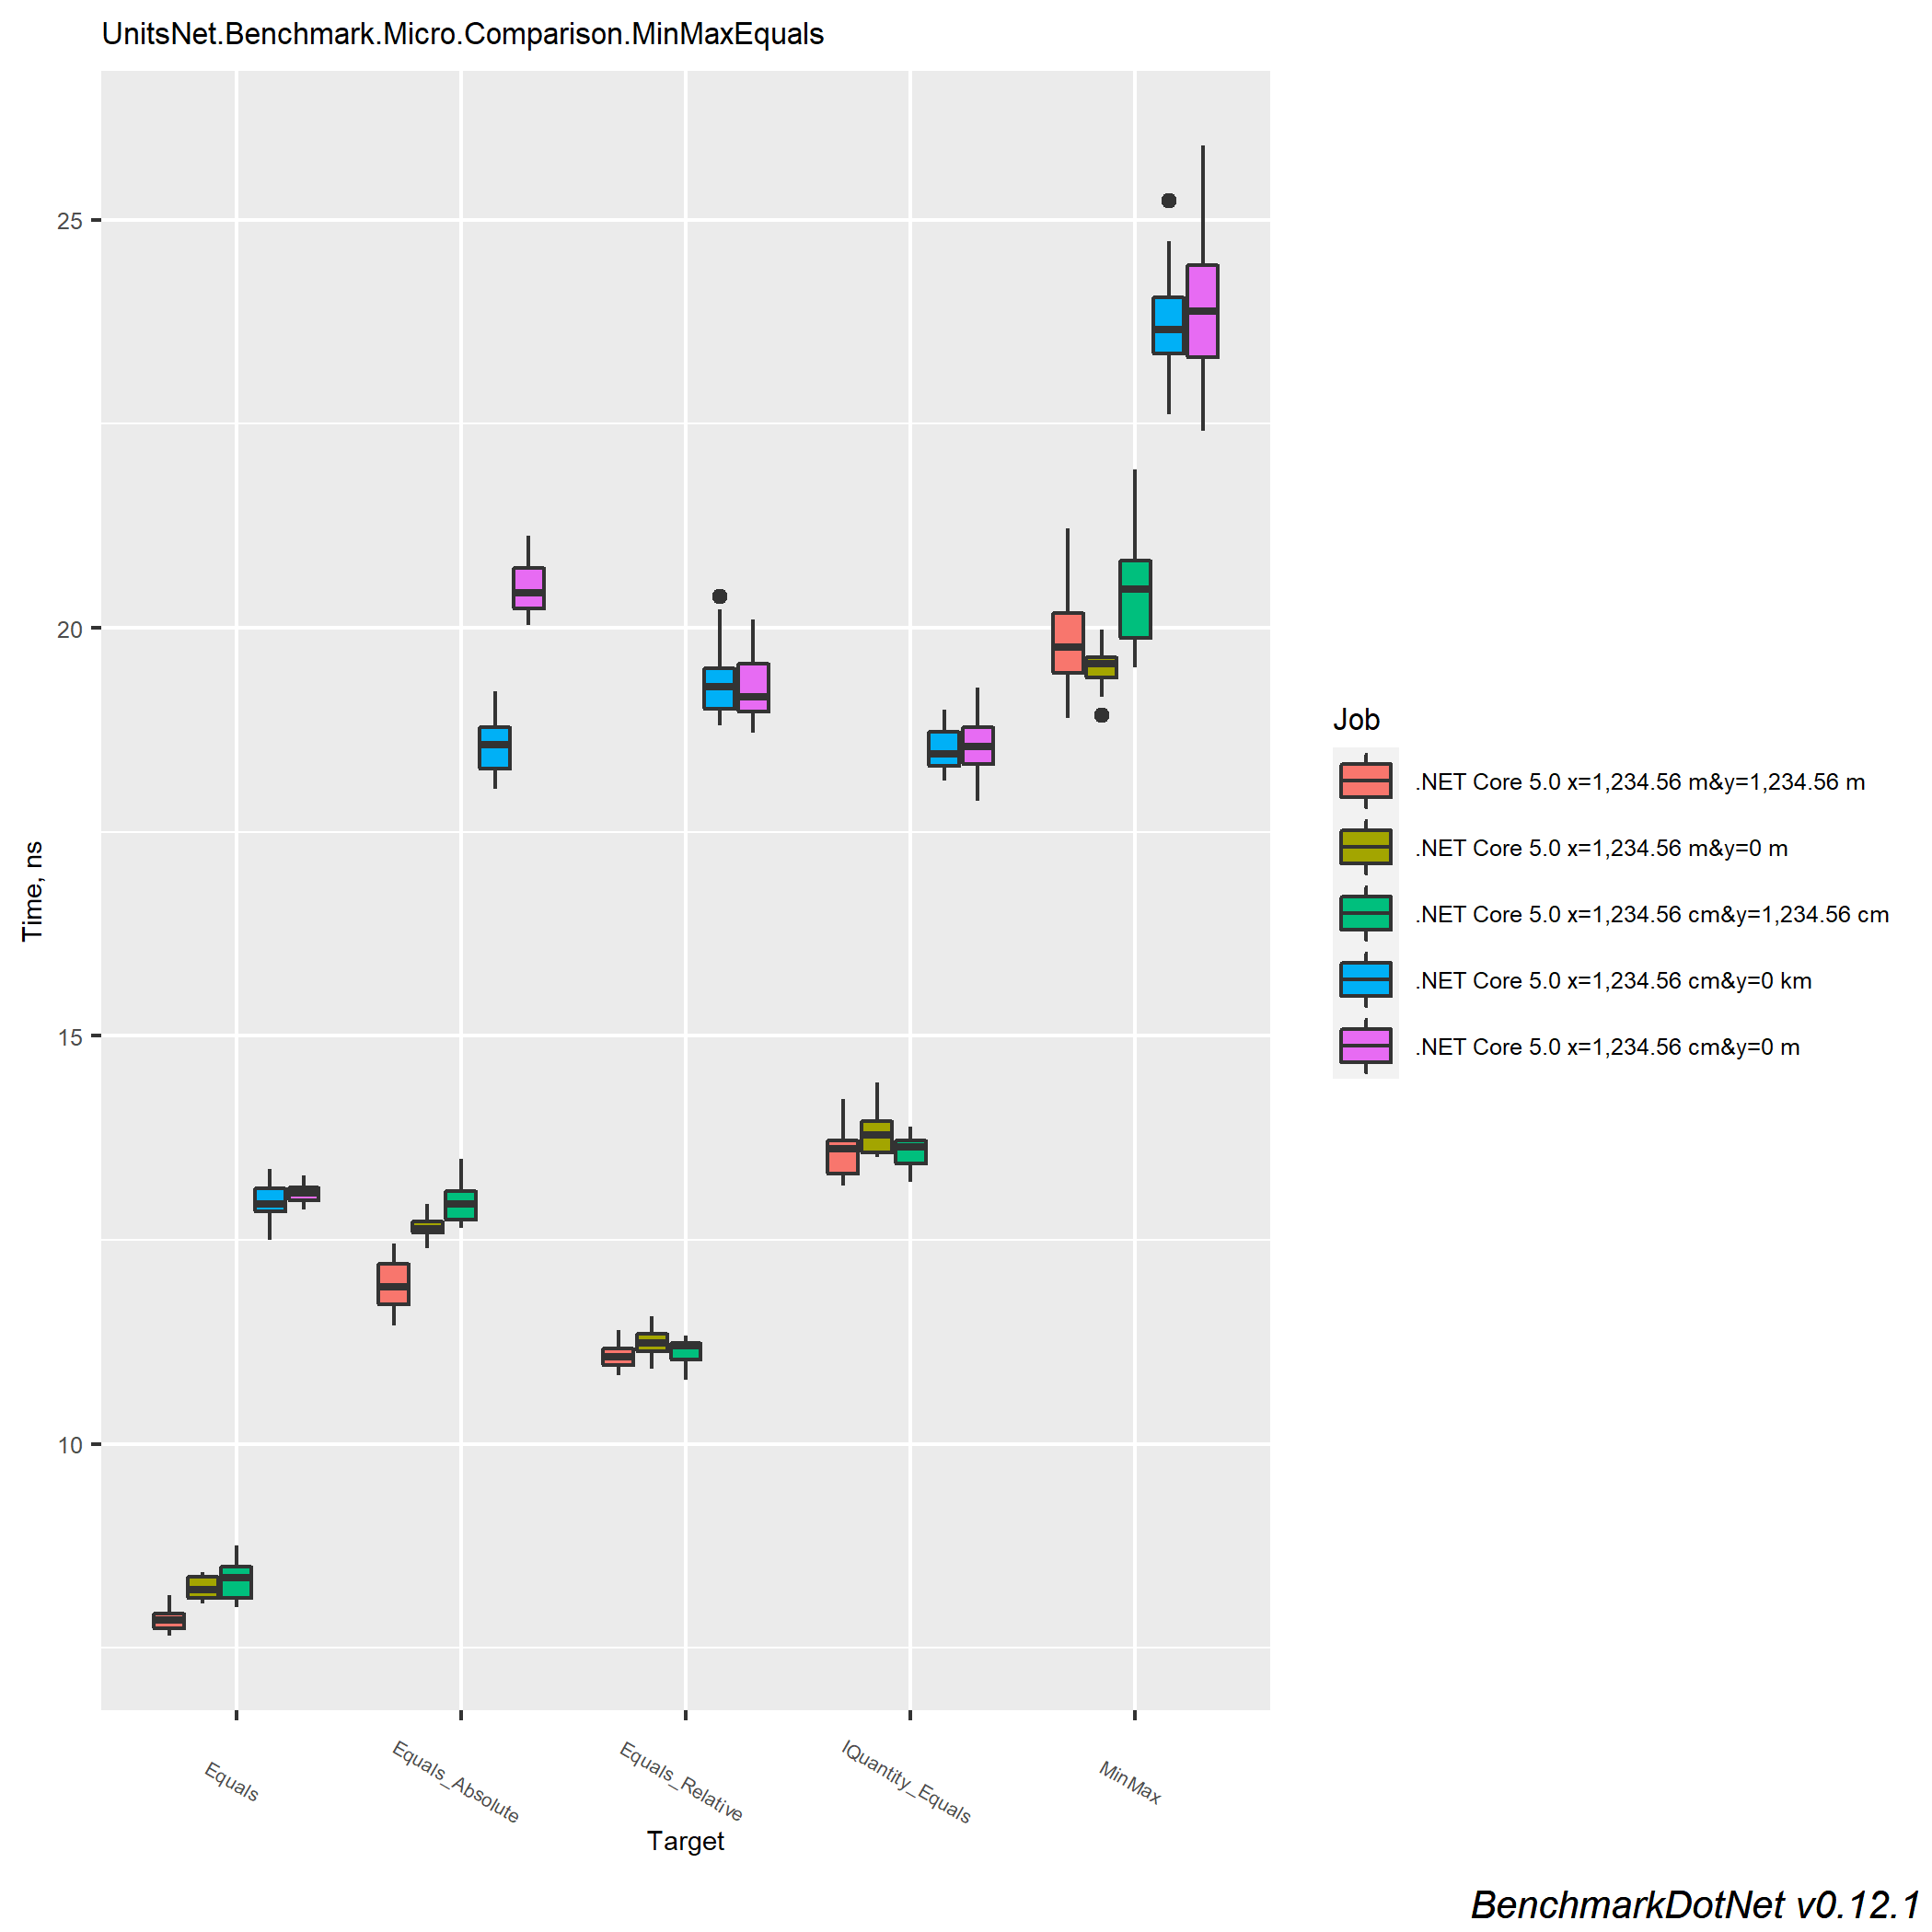 UnitsNet.Benchmark.Micro.Comparison.MinMaxEquals
25
20
15
10
Time, ns
Equals
Equals_Absolute
Equals_Relative
IQuantity_Equals
MinMax
Target
Job
.NET Core 5.0 x=1,234.56 m&y=1,234.56 m
.NET Core 5.0 x=1,234.56 m&y=0 m
.NET Core 5.0 x=1,234.56 cm&y=1,234.56 cm
.NET Core 5.0 x=1,234.56 cm&y=0 km
.NET Core 5.0 x=1,234.56 cm&y=0 m
BenchmarkDotNet v0.12.1